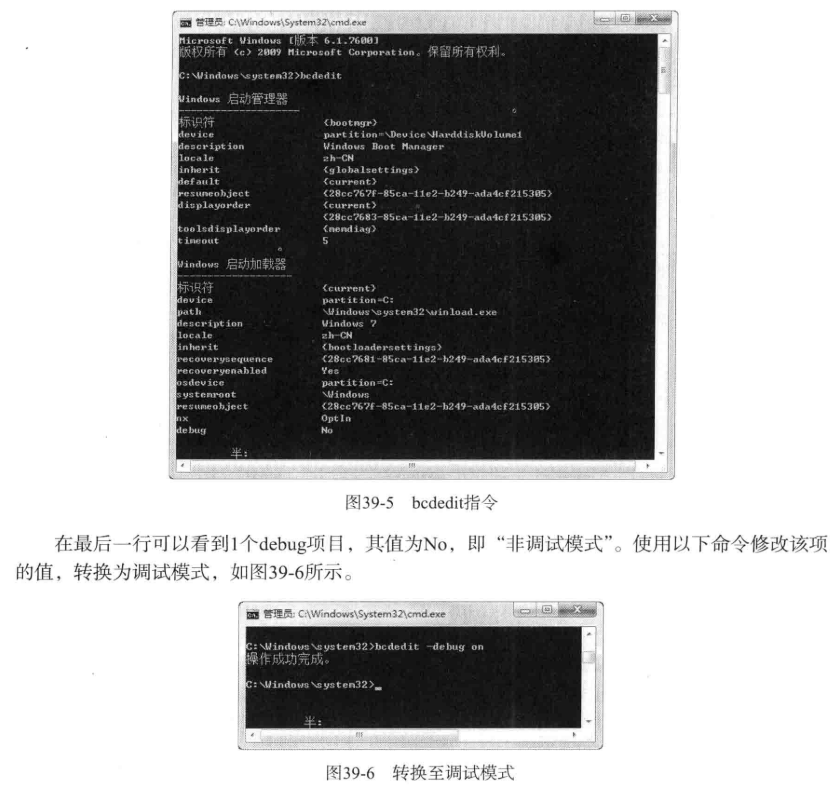 管理员: C:\Windows\System32\cmd.exe
Microsoft Windows [版本 6.1.7600]
版权所有 (c) 2009 Microsoft Corporation。保留所有权利。
C:\Windows\system32>bcdedit
Windows 启动管理器
--------------------
标识符 {bootmgr}
device partition=\Device\HarddiskVolume1
description Windows Boot Manager
locale zh-CN
inherit {globalsettings}
default {current}
resumeobject {28cc767f-85ca-11e2-b249-ada4cf215305}
displayorder {current}
{28cc7683-85ca-11e2-b249-ada4cf215305}
toolsdisplayorder {memdiag}
timeout 5
Windows 启动加载器
-------------------
标识符 {current}
device partition=C:
path \Windows\system32\winload.exe
description Windows 7
locale zh-CN
inherit {bootloadersettings}
recoverysequence {28cc7681-85ca-11e2-b249-ada4cf215305}
recoveryenabled Yes
osdevice partition=C:
systemroot \Windows
resumeobject {28cc767f-85ca-11e2-b249-ada4cf215305}
nx OptIn
debug No
半:
图39-5 bcdedit指令
在最后一行可以看到1个debug项目，其值为No，即“非调试模式”。使用以下命令修改该项
的值，转换为调试模式，如图39-6所示。
管理员: C:\Windows\System32\cmd.exe
C:\Windows\system32>bcdedit -debug on
操作成功完成。
C:\Windows\system32>_
半:
图39-6 转换至调试模式